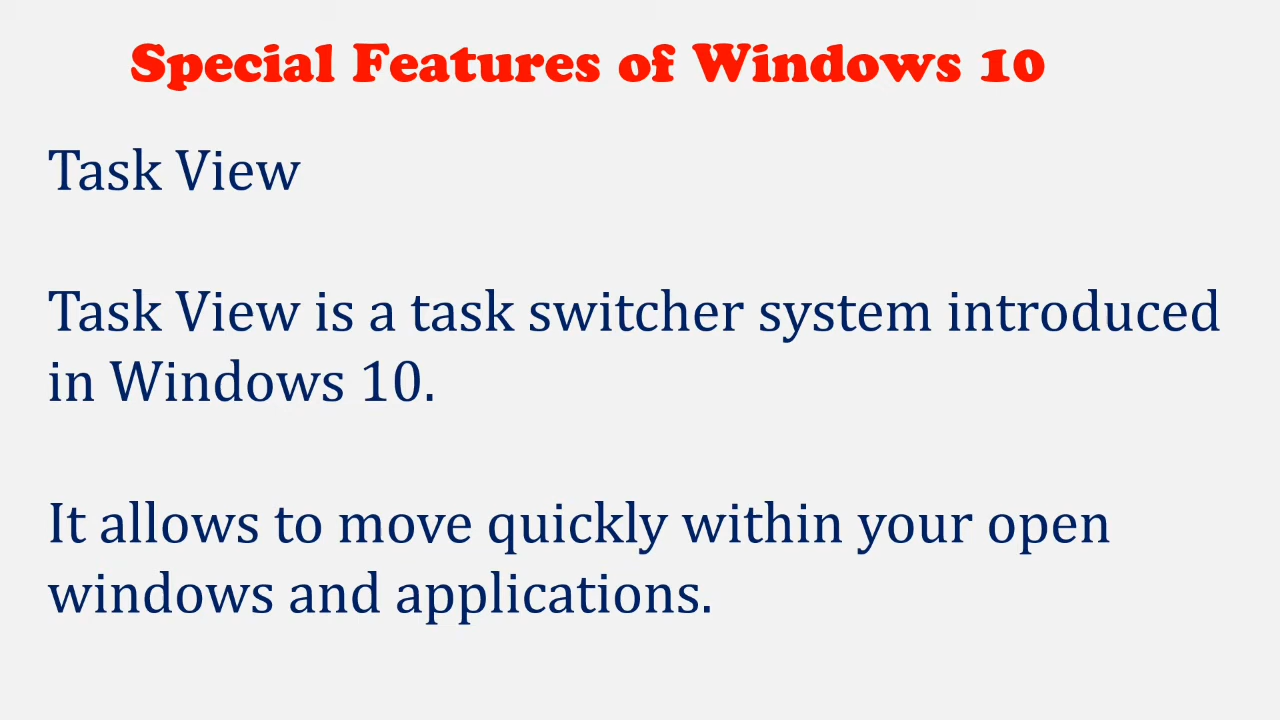 Special Features of Windows 10
Task View
Task View is a task switcher system introduced
in Windows 10.
It allows to move quickly within your open
windows and applications.